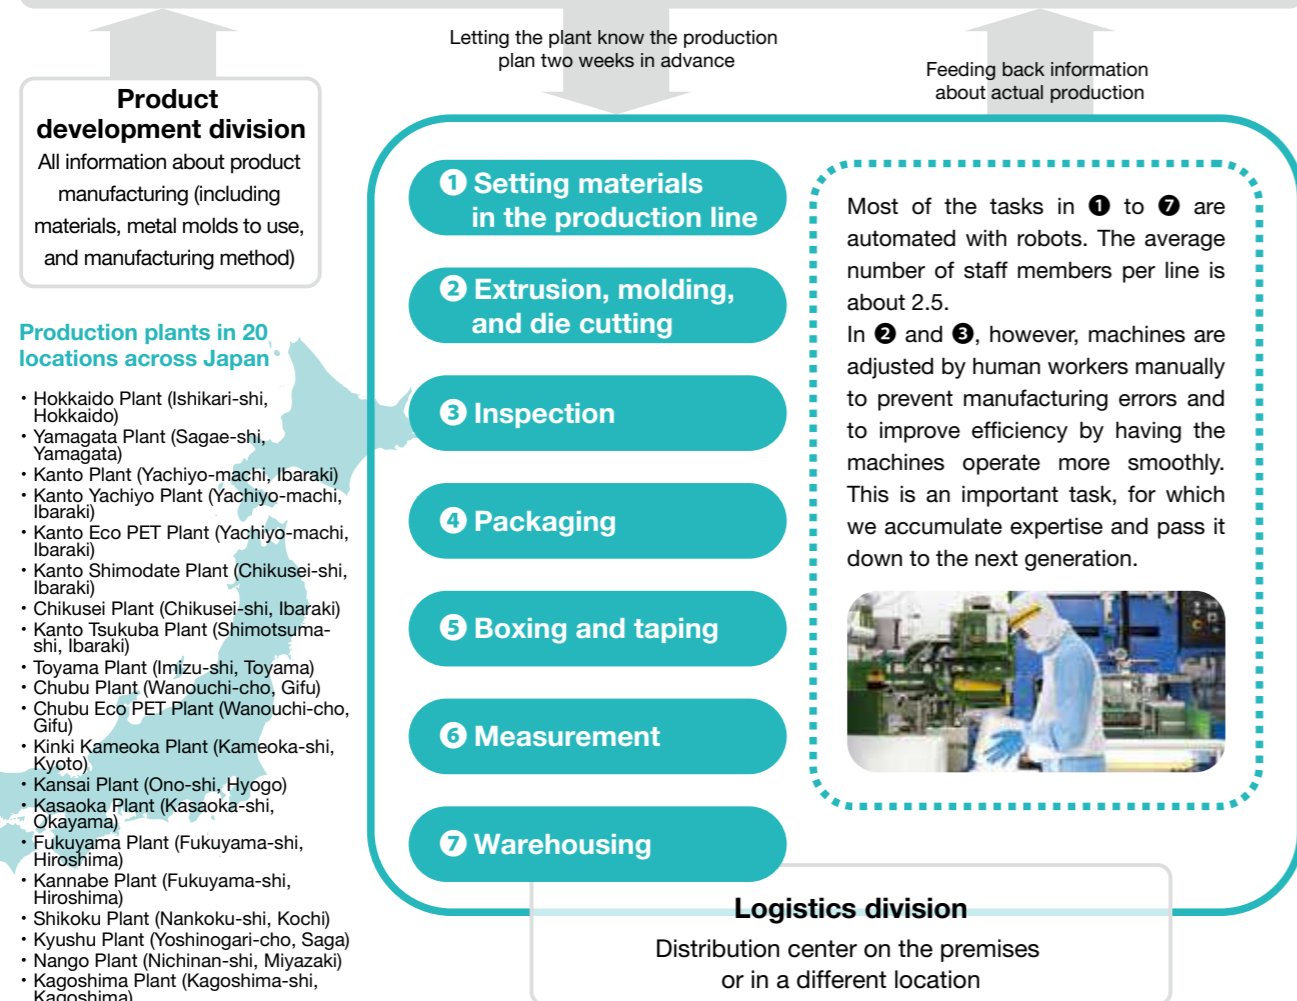 Letting the plant know the production
plan two weeks in advance
Feeding back information
about actual production
Product
development division
All information about product
manufacturing (including
materials, metal molds to use,
and manufacturing method)
Production plants in 20
locations across Japan
・Hokkaido Plant (Ishikari-shi,
Hokkaido)
・Yamagata Plant (Sagae-shi,
Yamagata)
・Kanto Plant (Yachiyo-machi, Ibaraki)
・Kanto Yachiyo Plant (Yachiyo-machi,
Ibaraki)
・Kanto Eco PET Plant (Yachiyo-machi,
Ibaraki)
・Kanto Shimodate Plant (Chikusei-shi,
Ibaraki)
・Chikusei Plant (Chikusei-shi, Ibaraki)
・Kanto Tsukuba Plant (Shimotsuma-
shi, Ibaraki)
・Toyama Plant (Imizu-shi, Toyama)
・Chubu Plant (Wanouchi-cho, Gifu)
・Chubu Eco PET Plant (Wanouchi-cho,
Gifu)
・Kinki Kameoka Plant (Kameoka-shi,
Kyoto)
・Kansai Plant (Ono-shi, Hyogo)
・Kasaoka Plant (Kasaoka-shi,
Okayama)
・Fukuyama Plant (Fukuyama-shi,
Hiroshima)
・Kannabe Plant (Fukuyama-shi,
Hiroshima)
・Shikoku Plant (Nankoku-shi, Kochi)
・Kyushu Plant (Yoshinogari-cho, Saga)
・Nango Plant (Nichinan-shi, Miyazaki)
・Kagoshima Plant (Kagoshima-shi,
Kagoshima)
❶ Setting materials
in the production line
❷ Extrusion, molding,
and die cutting
❸ Inspection
❹ Packaging
❺ Boxing and taping
❻ Measurement
❼ Warehousing
Most of the tasks in ❶ to ❼ are
automated with robots. The average
number of staff members per line is
about 2.5.
In ❷ and ❸, however, machines are
adjusted by human workers manually
to prevent manufacturing errors and
to improve efficiency by having the
machines operate more smoothly.
This is an important task, for which
we accumulate expertise and pass it
down to the next generation.
Logistics division
Distribution center on the premises
or in a different location